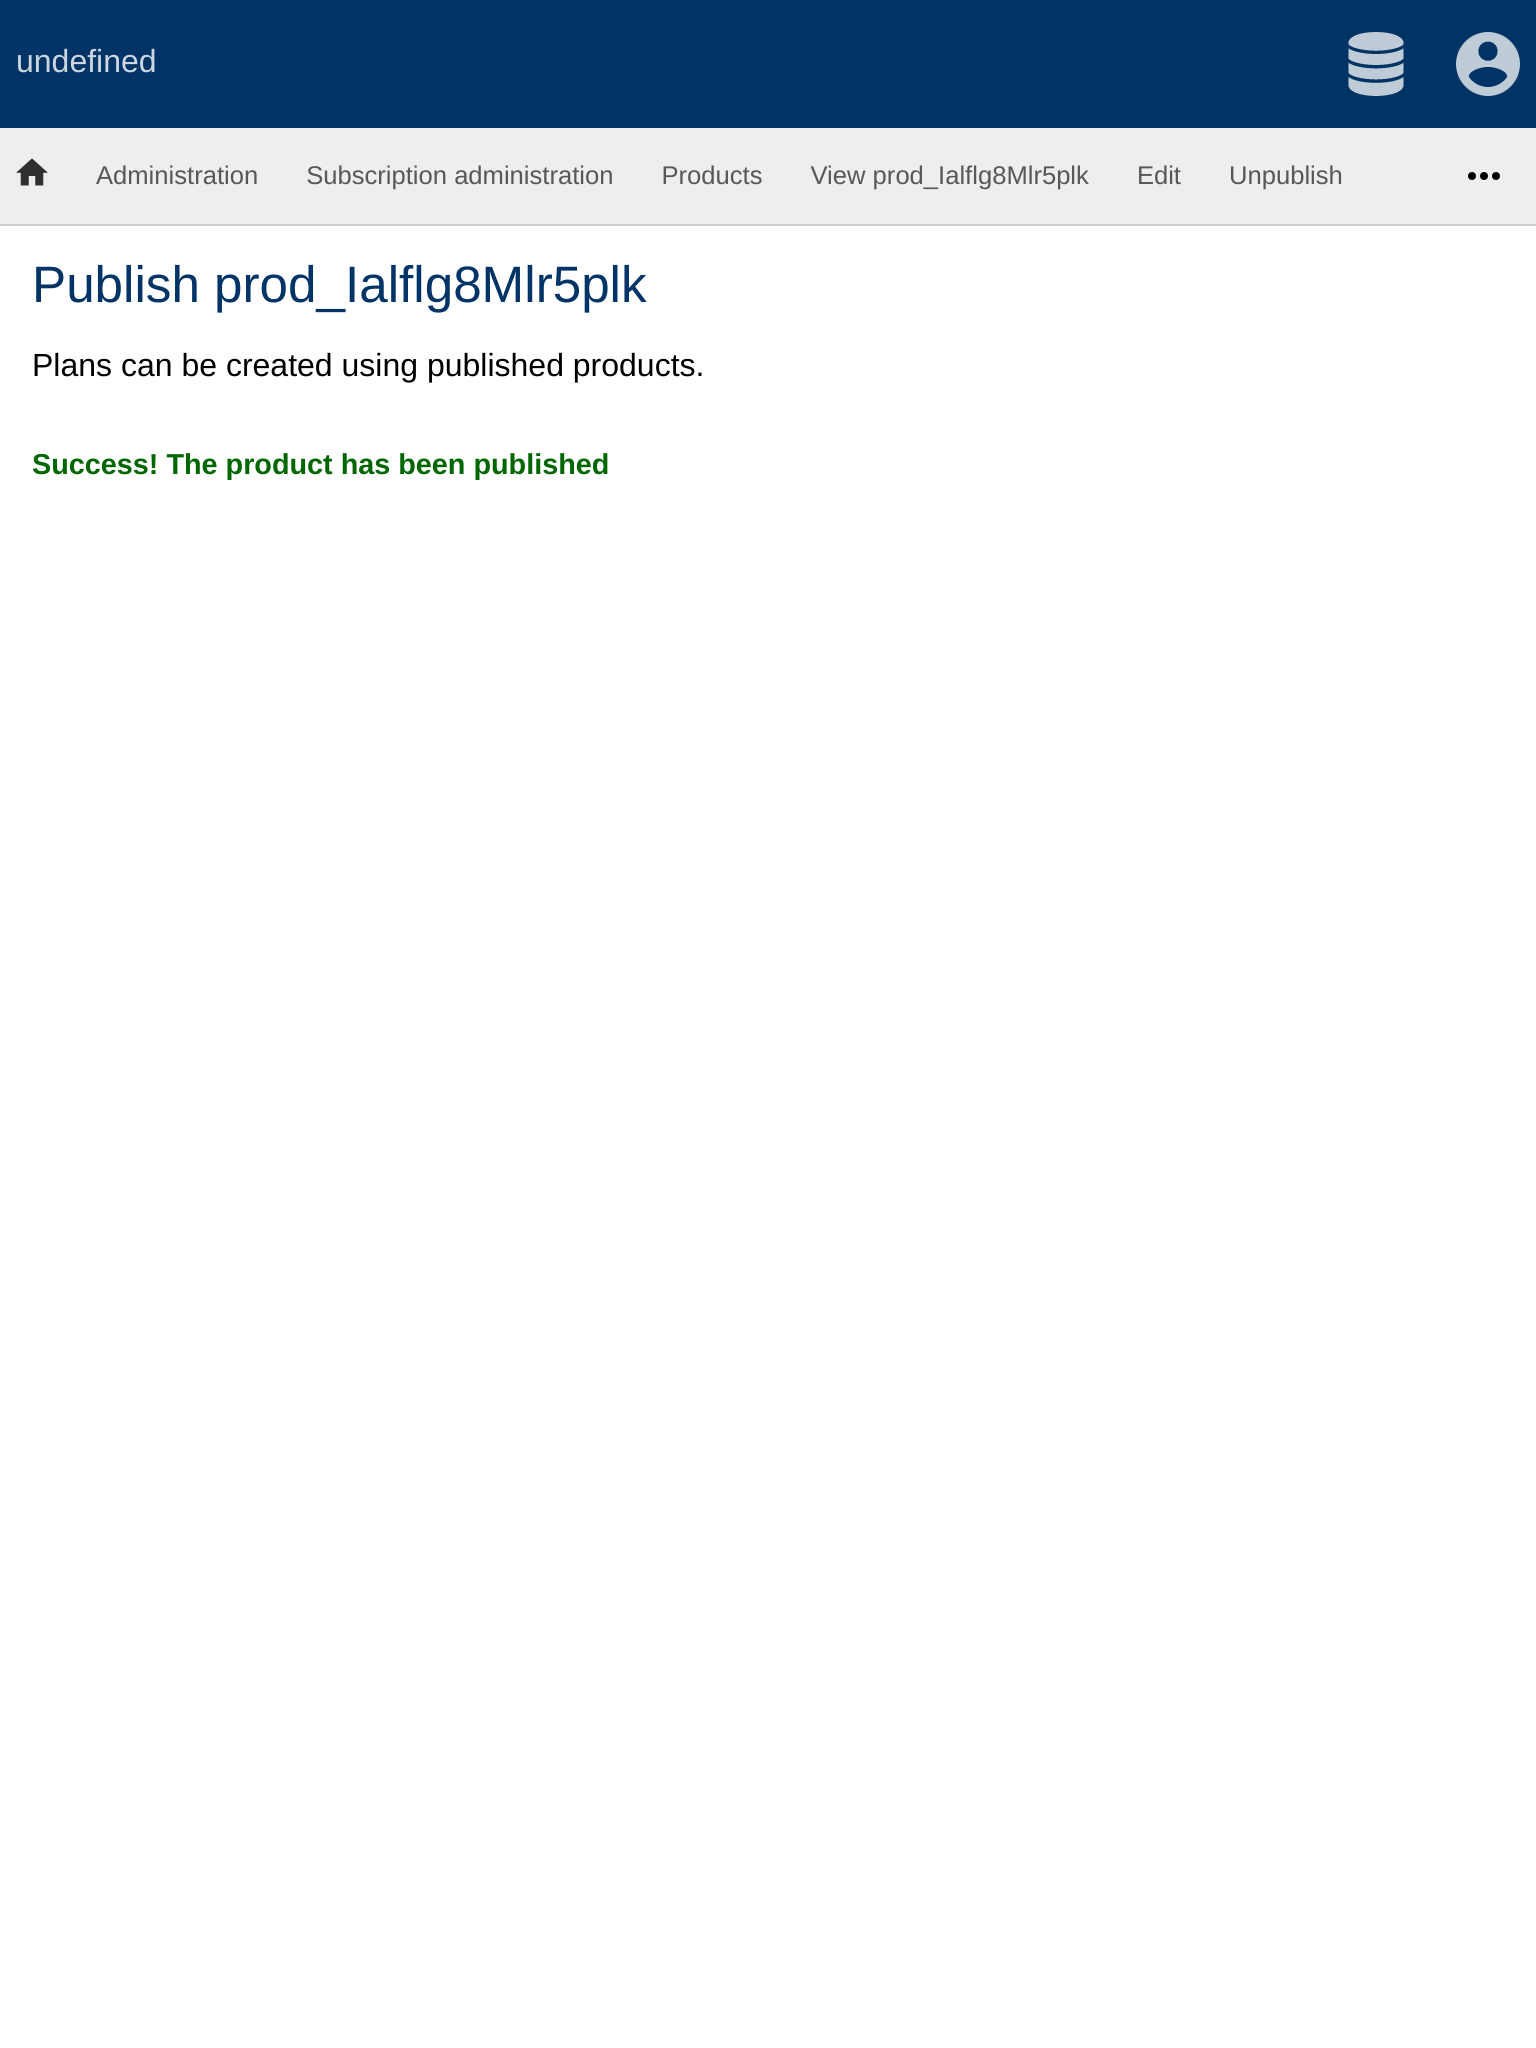 undefined
Administration Subscription administration Products View prod_Ialflg8Mlr5plk Edit Unpublish
Publish prod_Ialflg8Mlr5plk
Plans can be created using published products.
Success! The product has been published